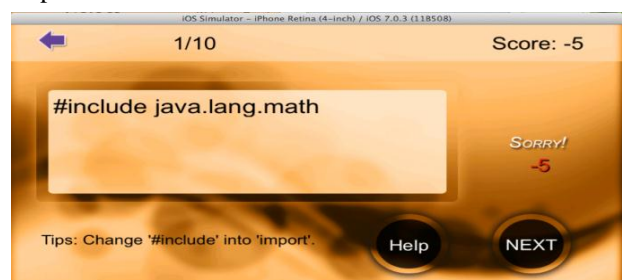 iOS Simulator - iPhone Retina (4-inch) / iOS 7.0.3 (11B508)
1/10
Score: -5
#include java.lang.math
SORRY!
-5
Tips: Change '#include' into 'import'.
Help
NEXT